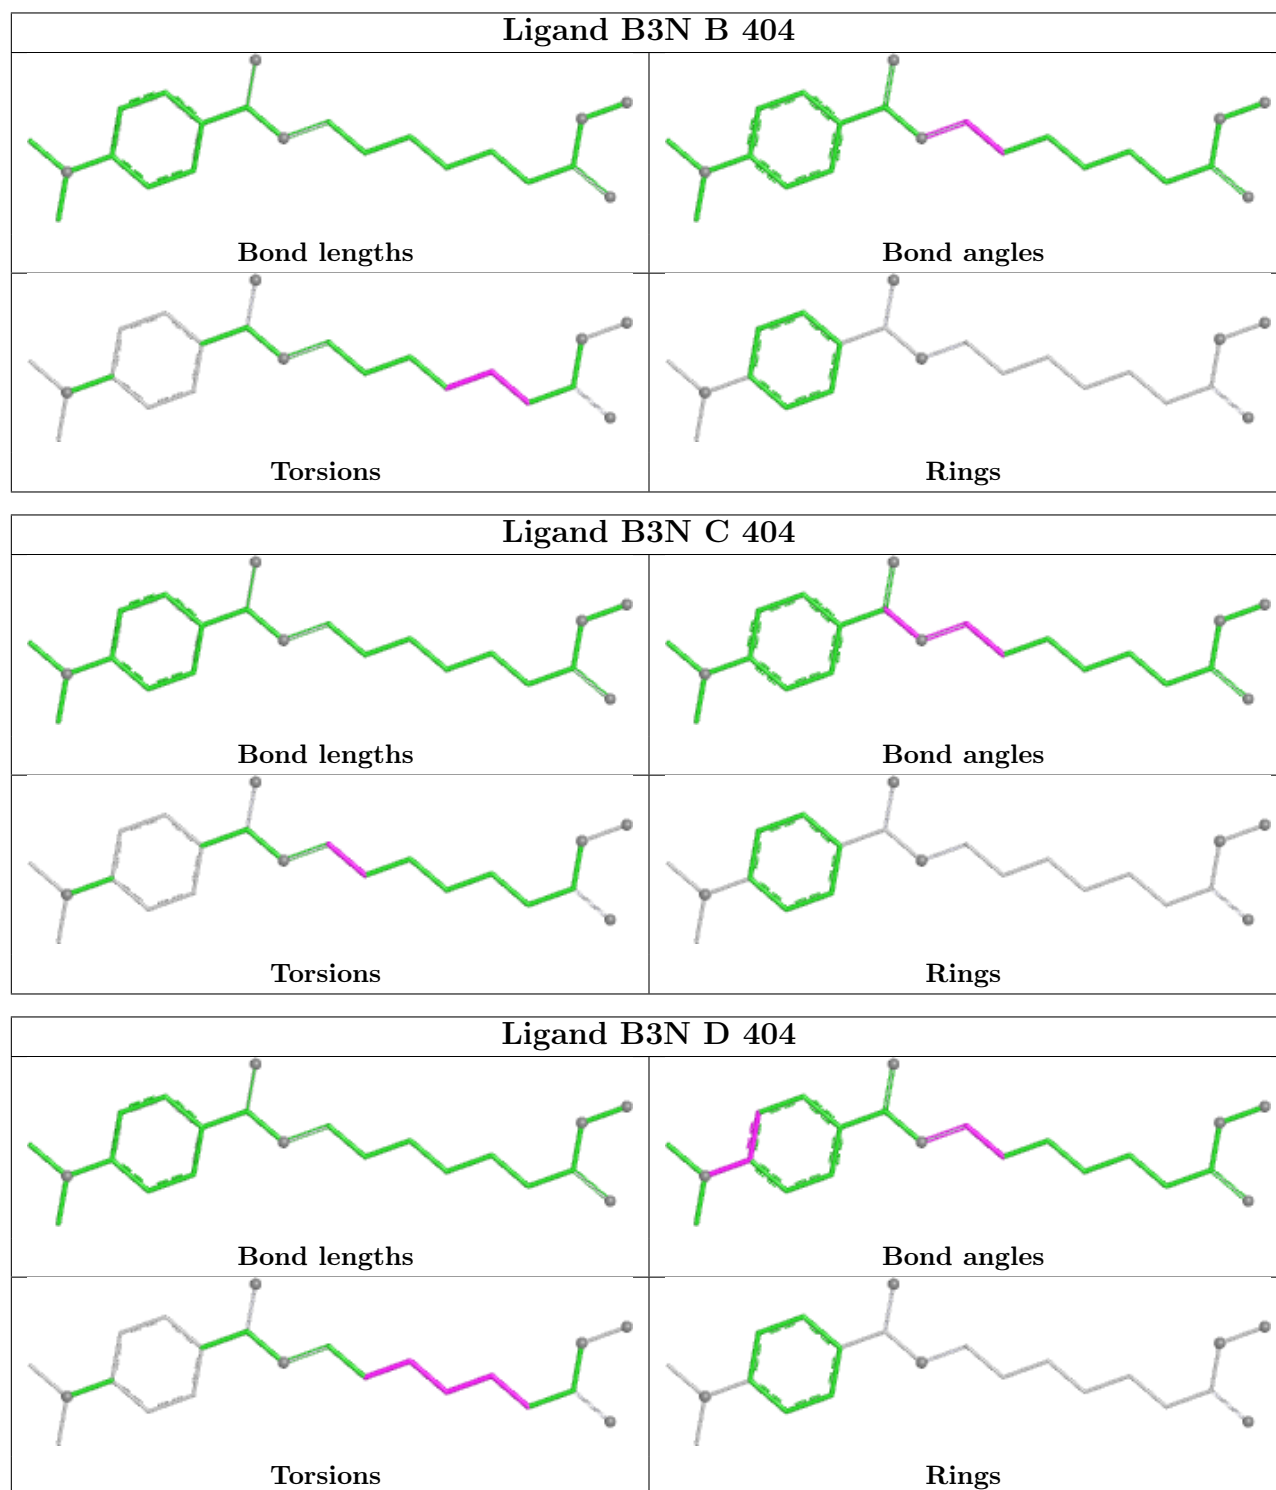 Ligand B3N B 404
Bond lengths
Bond angles
Torsions
Rings
Ligand B3N C 404
Bond lengths
Bond angles
Torsions
Rings
Ligand B3N D 404
Bond lengths
Bond angles
Torsions
Rings